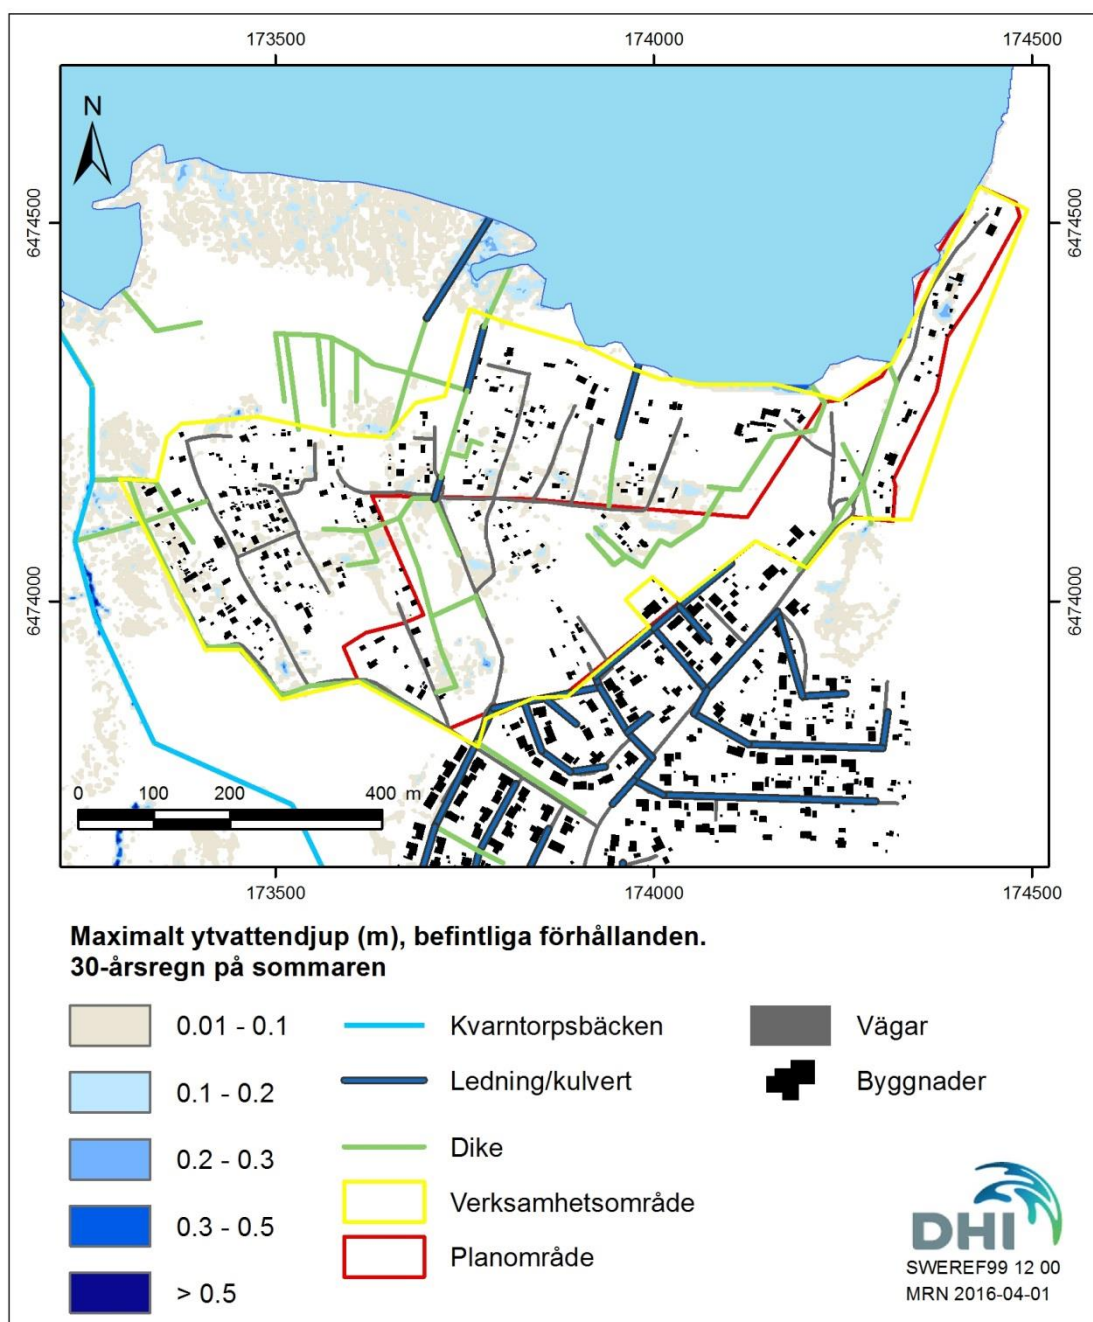 173500 174000 174500
N
6474500 6474500
6474000 6474000
0 100 200 400 m
173500 174000 174500
Maximalt ytvattendjup (m), befintliga förhållanden.
30-årsregn på sommaren
0.01 - 0.1 Kvarntorpsbäcken Vägar
0.1 - 0.2 Ledning/kulvert Byggnader
0.2 - 0.3 Dike
0.3 - 0.5 Verksamhetsområde
> 0.5 Planområde
DHI
SWEREF99 12 00
MRN 2016-04-01